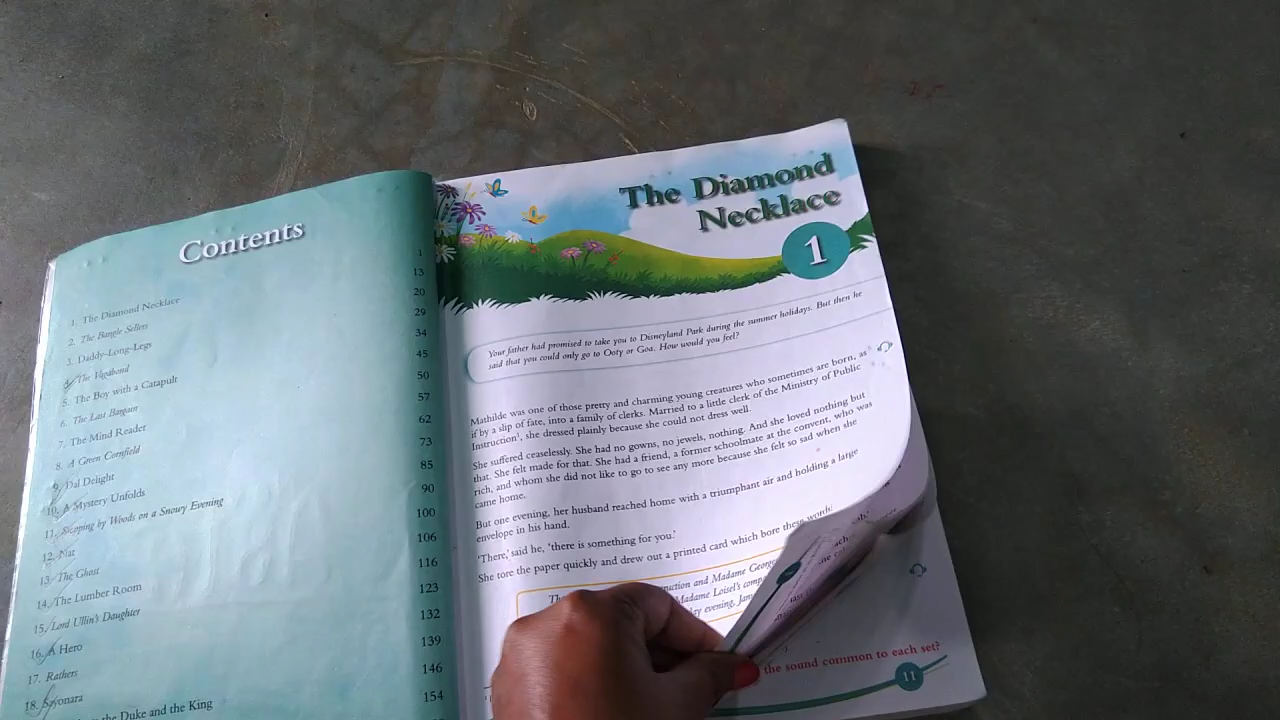 Contents
1. The Diamond Necklace 1
2. The Bangle Sellers 13
3. Daddy-Long-Legs 20
4. The Vagabond 29
5. The Boy with a Catapult 34
6. The Last Bargain 45
7. The Mind Reader 50
8. A Green Cornfield 57
9. Dal Delight 62
10. A Mystery Unfolds 73
11. Stopping by Woods on a Snowy Evening 85
12. Nat 90
13. The Ghost 100
14. The Lumber Room 106
15. Lord Ullin's Daughter 116
16. A Hero 123
17. Rathers 132
18. Sayonara 139
the Duke and the King 146
154
The Diamond
Necklace
1
Your father had promised to take you to Disneyland Park during the summer holidays. But then he
said that you could only go to Ooty or Goa. How would you feel?
Mathilde was one of those pretty and charming young creatures who sometimes are born, as
if by a slip of fate, into a family of clerks. Married to a little clerk of the Ministry of Public
Instruction¹, she dressed plainly because she could not dress well.
She suffered ceaselessly. She had no gowns, no jewels, nothing. And she loved nothing but
that. She felt made for that. She had a friend, a former schoolmate at the convent, who was
rich, and whom she did not like to go to see any more because she felt so sad when she
came home.
But one evening, her husband reached home with a triumphant air and holding a large
envelope in his hand.
'There,' said he, 'there is something for you.'
She tore the paper quickly and drew out a printed card which bore these words:
Th ruction and Madame Georg
Madame Loisel's comp
day evening, Jan
the sound common to each set?
11